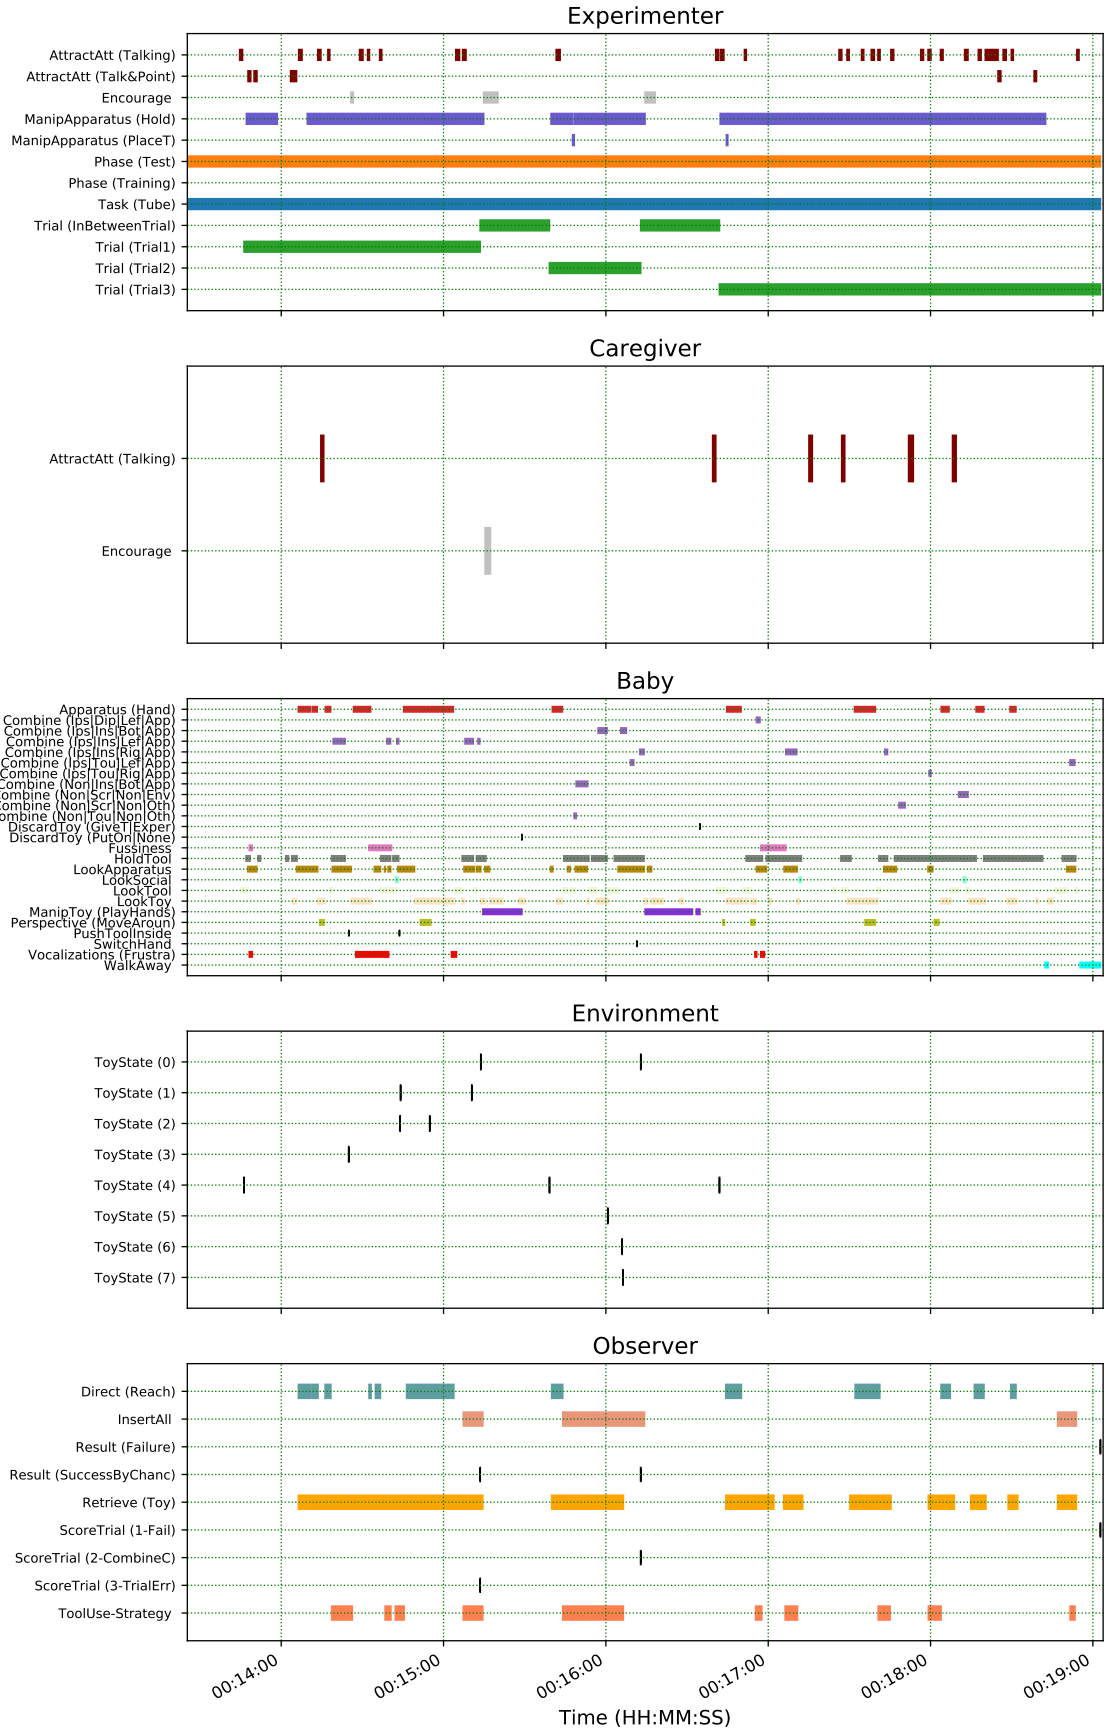 Experimenter
AttractAtt (Talking)
AttractAtt (Talk&Point)
Encourage
ManipApparatus (Hold)
ManipApparatus (PlaceT)
Phase (Test)
Phase (Training)
Task (Tube)
Trial (InBetweenTrial)
Trial (Trial1)
Trial (Trial2)
Trial (Trial3)
Caregiver
AttractAtt (Talking)
Encourage
Baby
Apparatus (Hand)
Combine (Ips|Dip|Lef|App)
Combine (Ips|Ins|Bot|App)
Combine (Ips|Ins|Lef|App)
Combine (Ips|Ins|Rig|App)
Combine (Ips|Tou|Lef|App)
Combine (Ips|Tou|Rig|App)
Combine (Non|Ins|Bot|App)
Combine (Non|Scr|Non|Env)
ombine (Non|Scr|Non|Oth)
ombine (Non|Tou|Non|Oth)
DiscardToy (GiveT|Exper)
DiscardToy (PutOn|None)
Fussiness
HoldTool
LookApparatus
LookSocial
LookTool
LookToy
ManipToy (PlayHands)
Perspective (MoveAroun)
PushToolInside
SwitchHand
Vocalizations (Frustra)
WalkAway
Environment
ToyState (0)
ToyState (1)
ToyState (2)
ToyState (3)
ToyState (4)
ToyState (5)
ToyState (6)
ToyState (7)
Observer
Direct (Reach)
InsertAll
Result (Failure)
Result (SuccessByChanc)
Retrieve (Toy)
ScoreTrial (1-Fail)
ScoreTrial (2-CombineC)
ScoreTrial (3-TrialErr)
ToolUse-Strategy
00:14:00 00:15:00 00:16:00 00:17:00 00:18:00 00:19:00
Time (HH:MM:SS)